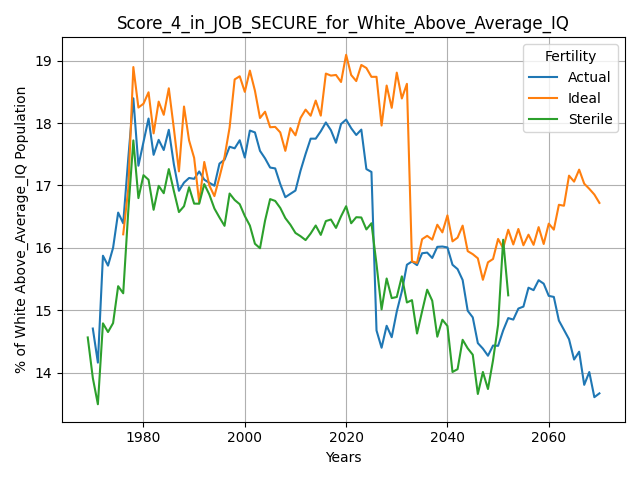 Score_4_in_JOB_SECURE_for_White_Above_Average_IQ
% of White Above_Average_IQ Population
19
18
17
16
15
14
Fertility
Actual
Ideal
Sterile
1980 2000 2020 2040 2060
Years